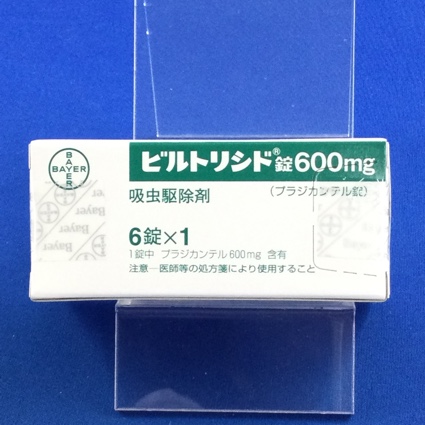 BAYER
BAYER
ビルトリシド®錠600mg
吸虫駆除剤
(プラジカンテル錠)
6錠×1
1錠中 プラジカンテル600mg 含有
注意-医師等の処方箋により使用すること
Bayer
Bayer